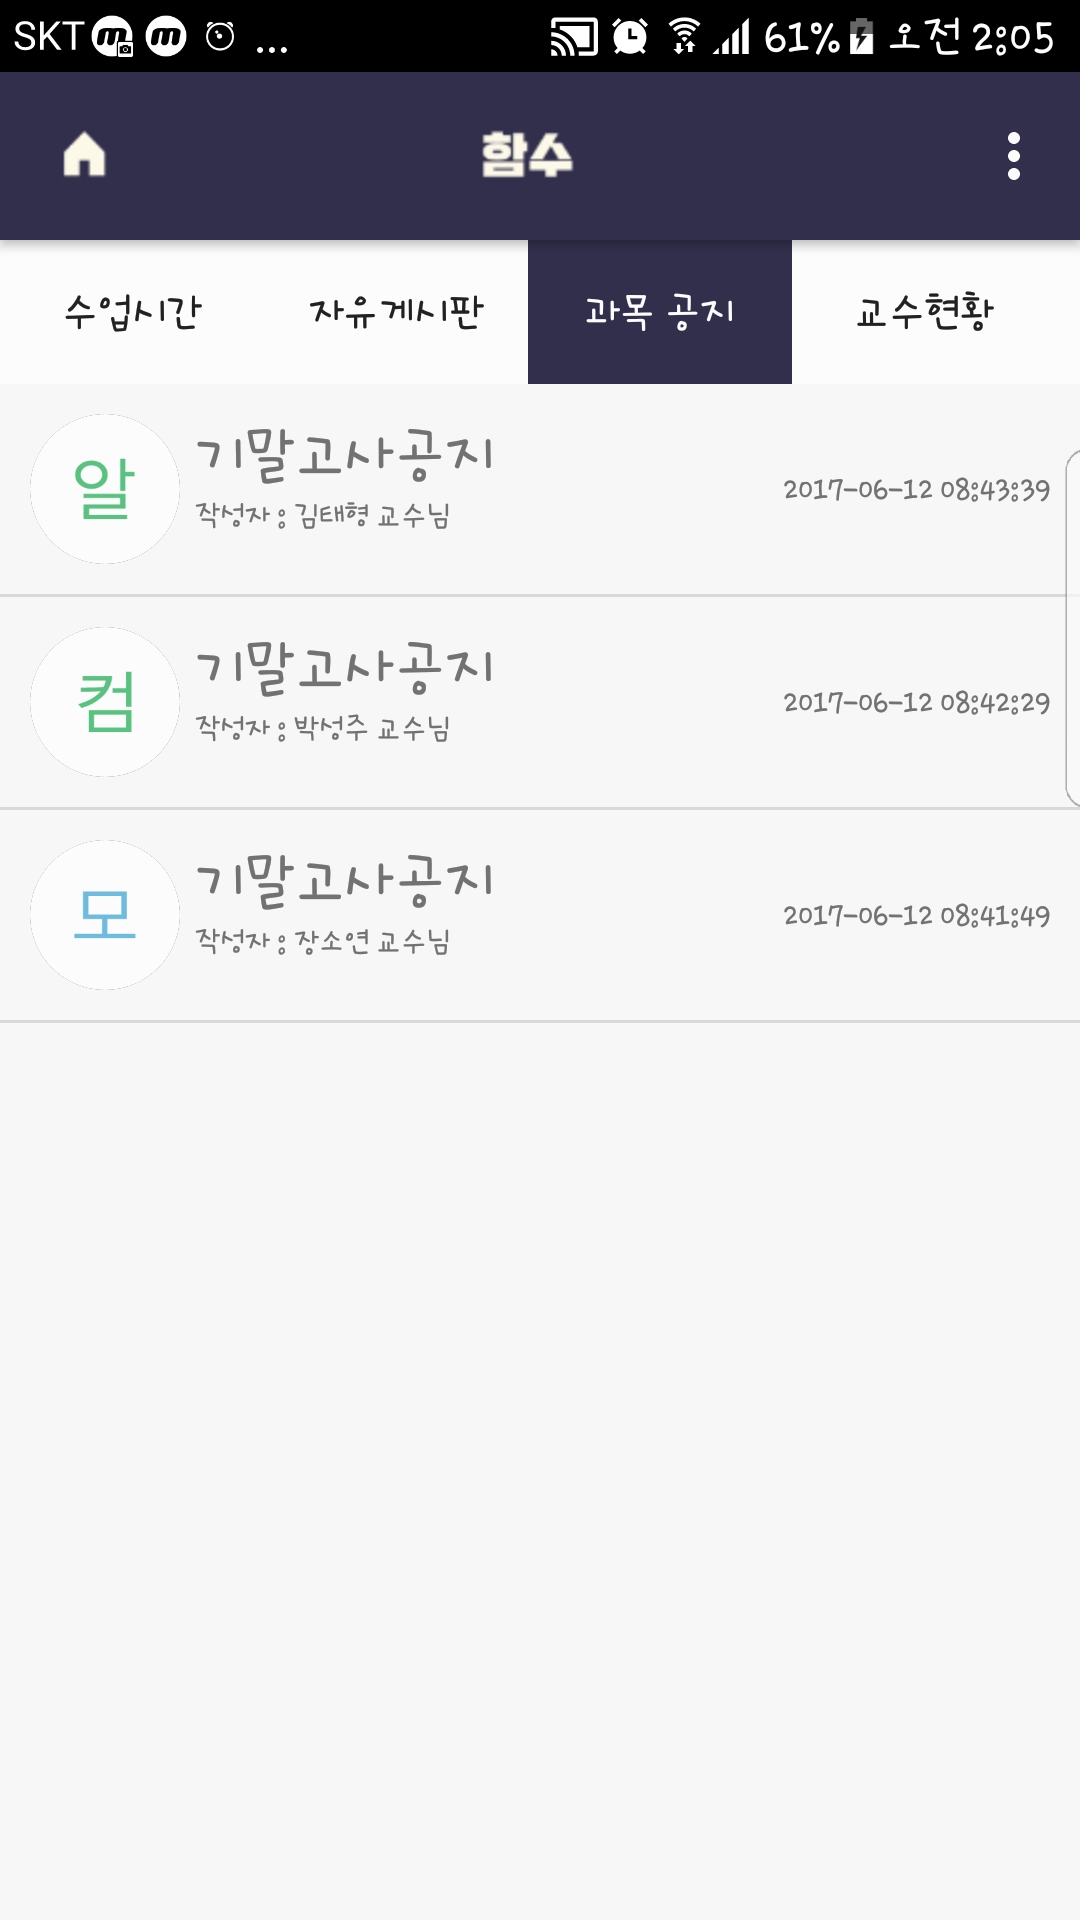 SKT ... 61% 오전 2:05
함수
수업시간 자유게시판 과목 공지 교수현황
알
기말고사공지
작성자 : 김태형 교수님
2017-06-12 08:43:39
컴
기말고사공지
작성자 : 박성주 교수님
2017-06-12 08:42:29
모
기말고사공지
작성자 : 장소연 교수님
2017-06-12 08:41:49